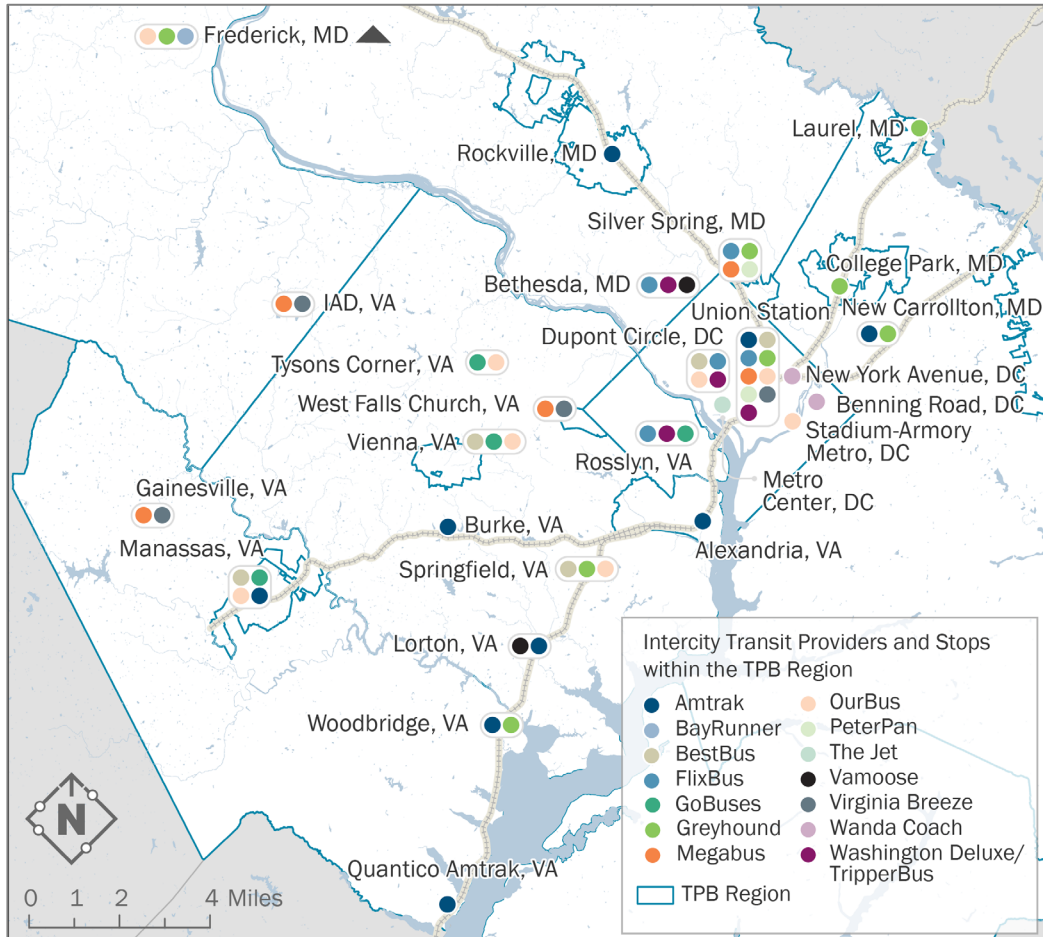 Frederick, MD
Laurel, MD
Rockville, MD
Silver Spring, MD
College Park, MD
Bethesda, MD
Union Station
New Carrollton, MD
IAD, VA
Dupont Circle, DC
Tysons Corner, VA
New York Avenue, DC
West Falls Church, VA
Benning Road, DC
Vienna, VA
Stadium-Armory
Metro, DC
Rosslyn, VA
Metro
Center, DC
Gainesville, VA
Burke, VA
Manassas, VA
Alexandria, VA
Springfield, VA
Lorton, VA
Woodbridge, VA
Quantico Amtrak, VA
Intercity Transit Providers and Stops
within the TPB Region
Amtrak
BayRunner
BestBus
FlixBus
GoBuses
Greyhound
Megabus
OurBus
PeterPan
The Jet
Vamoose
Virginia Breeze
Wanda Coach
Washington Deluxe/
TripperBus
TPB Region
N
0 1 2 4 Miles